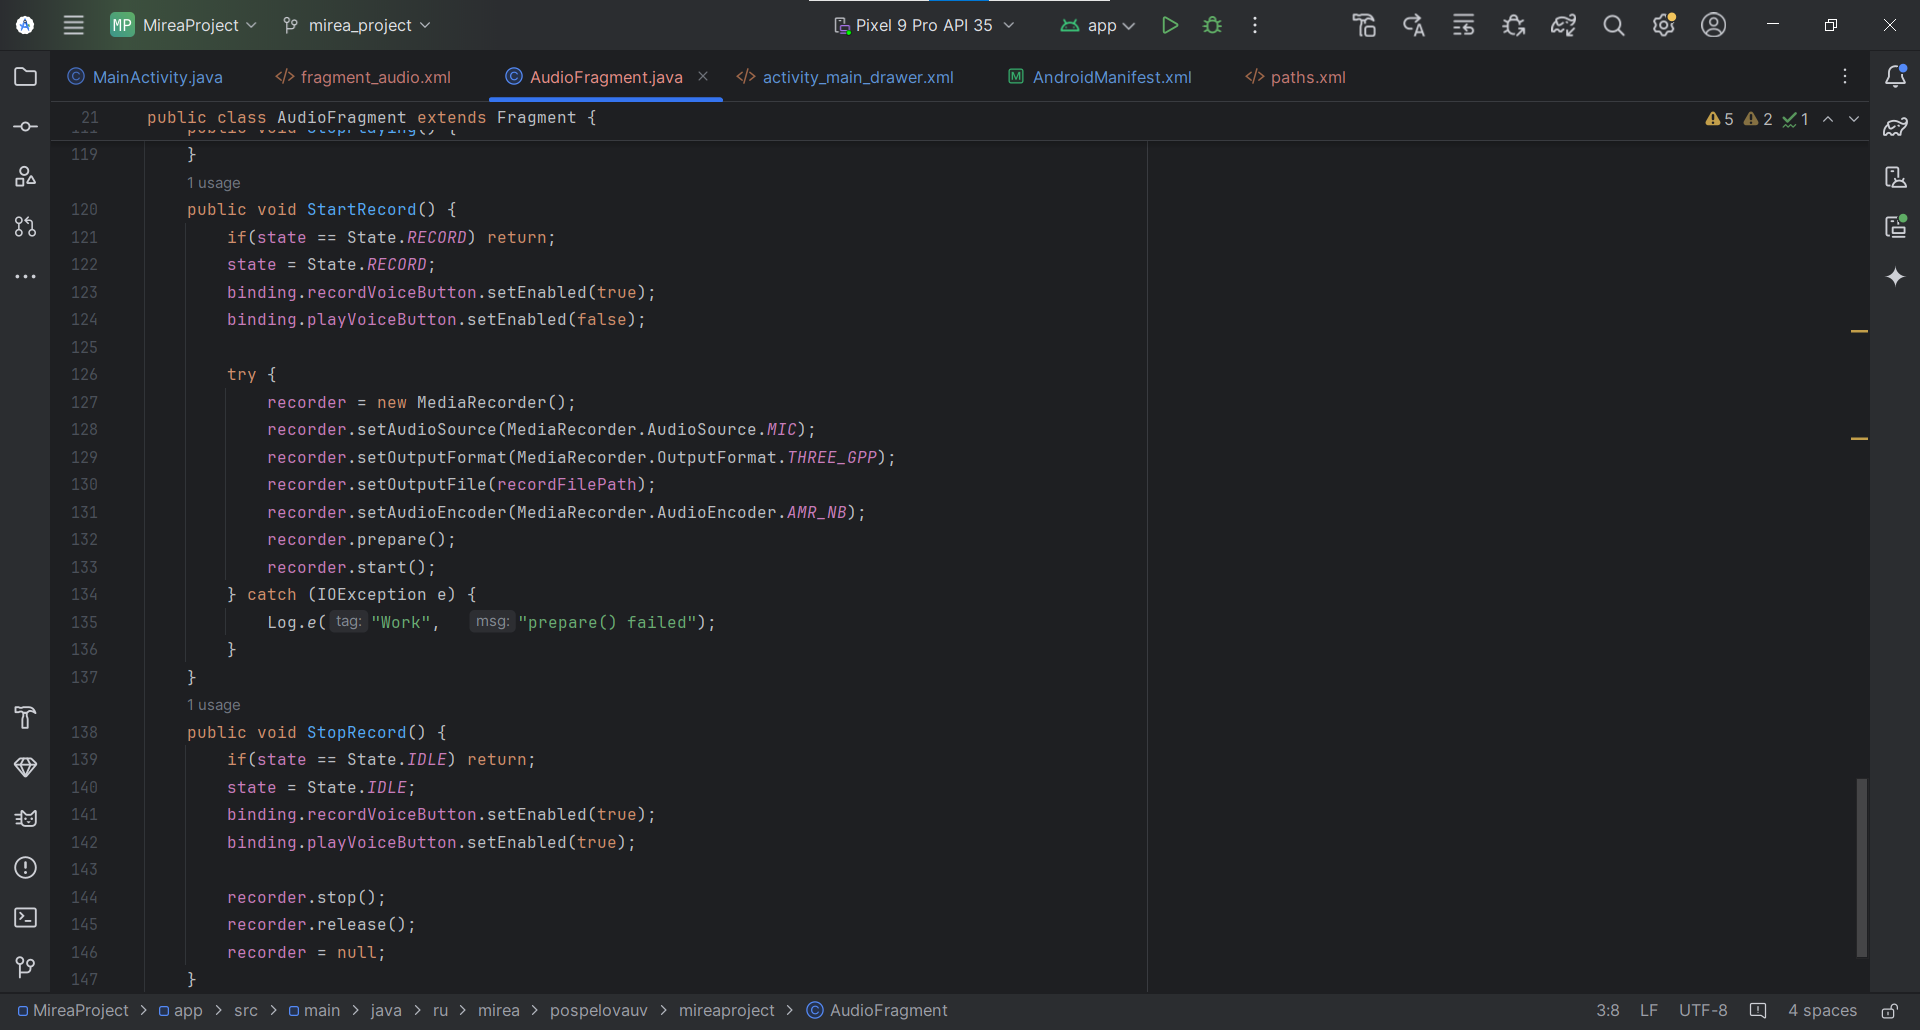 MP MireaProject mirea_project Pixel 9 Pro API 35 app
MainActivity.java fragment_audio.xml AudioFragment.java activity_main_drawer.xml AndroidManifest.xml paths.xml
21 public class AudioFragment extends Fragment { 5 2 1
111 public void StopPlaying() {
119 }
1 usage
120 public void StartRecord() {
121 if(state == State.RECORD) return;
122 state = State.RECORD;
123 binding.recordVoiceButton.setEnabled(true);
124 binding.playVoiceButton.setEnabled(false);
125
126 try {
127 recorder = new MediaRecorder();
128 recorder.setAudioSource(MediaRecorder.AudioSource.MIC);
129 recorder.setOutputFormat(MediaRecorder.OutputFormat.THREE_GPP);
130 recorder.setOutputFile(recordFilePath);
131 recorder.setAudioEncoder(MediaRecorder.AudioEncoder.AMR_NB);
132 recorder.prepare();
133 recorder.start();
134 } catch (IOException e) {
135 Log.e( tag: "Work", msg: "prepare() failed");
136 }
137 }
1 usage
138 public void StopRecord() {
139 if(state == State.IDLE) return;
140 state = State.IDLE;
141 binding.recordVoiceButton.setEnabled(true);
142 binding.playVoiceButton.setEnabled(true);
143
144 recorder.stop();
145 recorder.release();
146 recorder = null;
147 }
MireaProject > app > src > main > java > ru > mirea > pospelovauv > mireaproject > AudioFragment 3:8 LF UTF-8 4 spaces